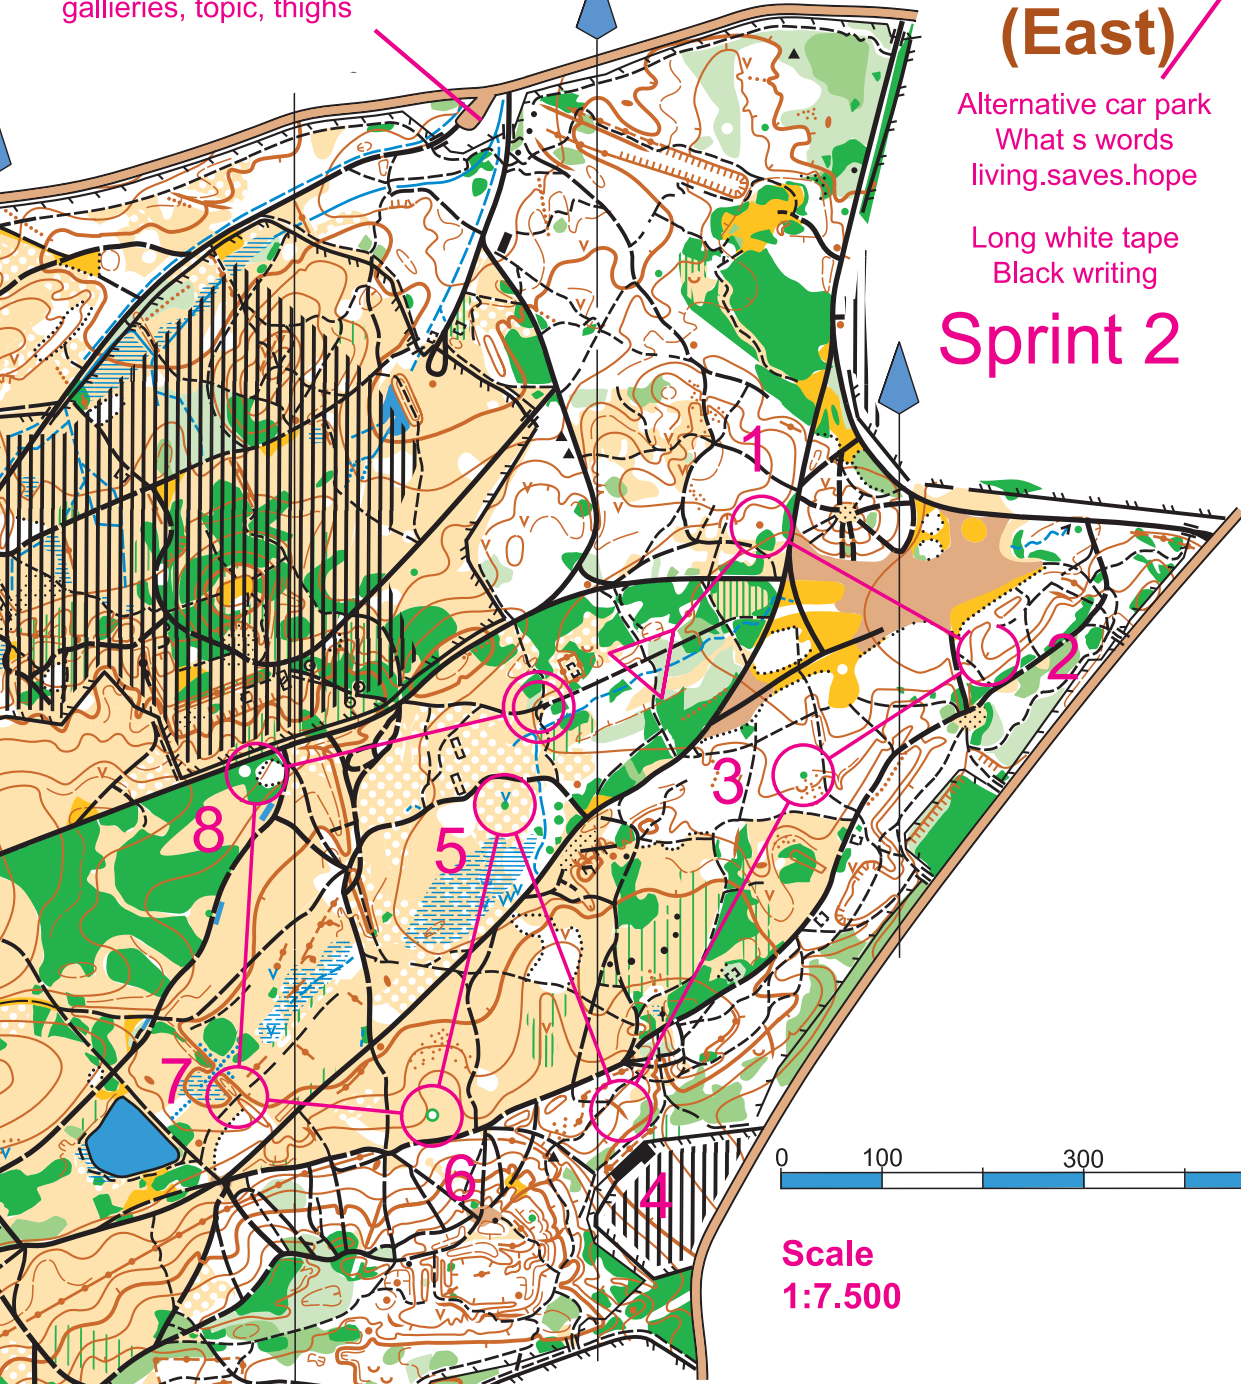 gallieries, topic, thighs
(East)
Alternative car park
What s words
living.saves.hope
Long white tape
Black writing
Sprint 2
1
2
3
5
8
7
6
4
0 100 300
Scale
1:7.500